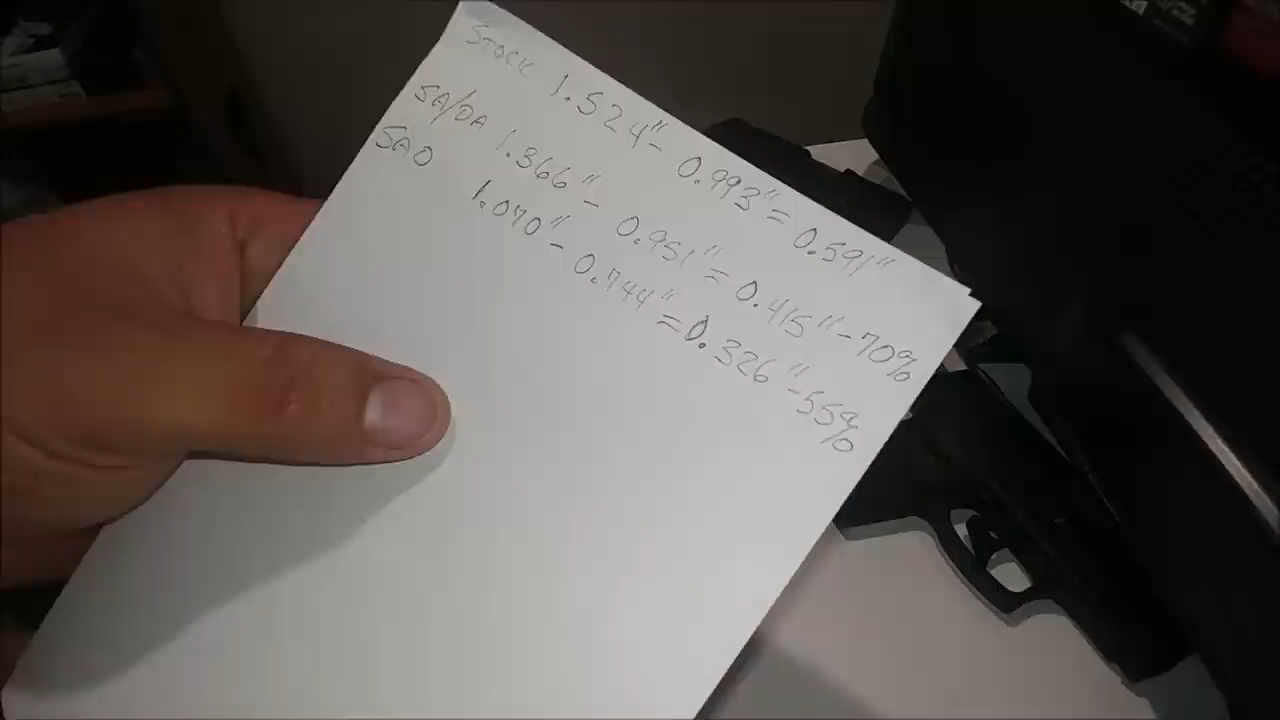 STOCK 1.524" - 0.993" = 0.591"
SA/DA 1.366" - 0.951" = 0.415" - 70%
SAO 1.070" - 0.744" = 0.326" - 55%